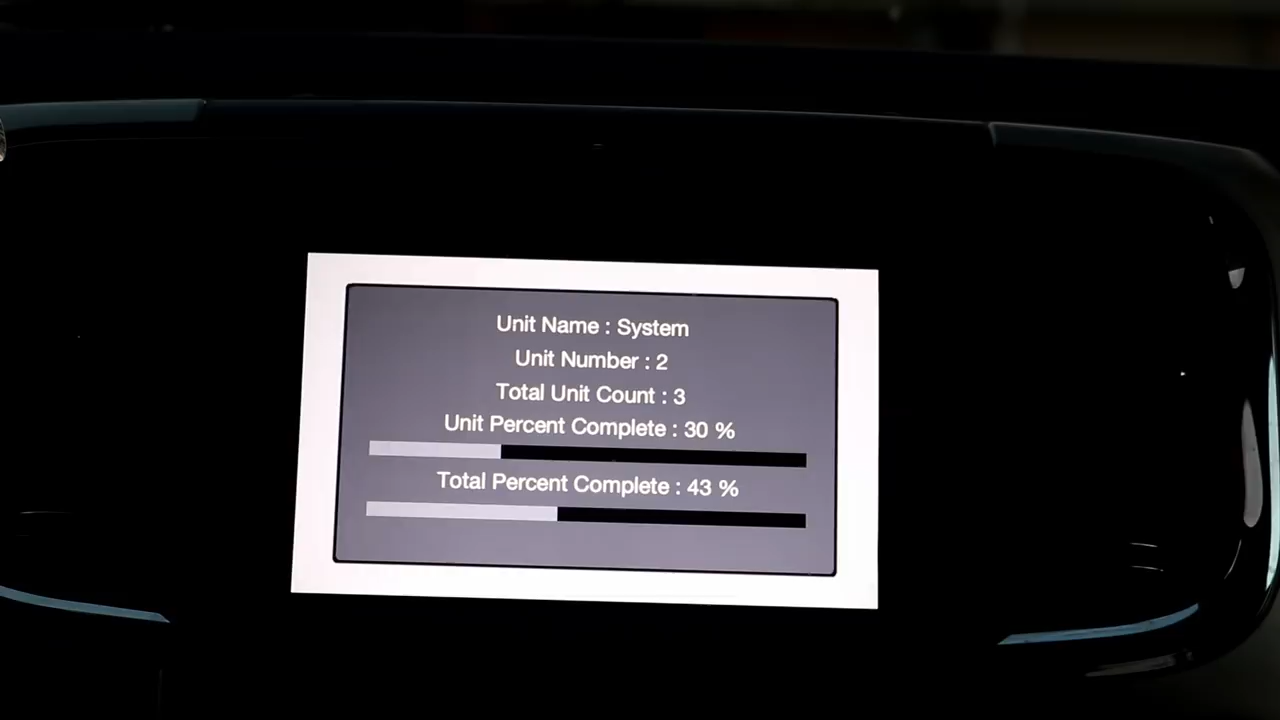 Unit Name : System
Unit Number : 2
Total Unit Count : 3
Unit Percent Complete : 30 %
Total Percent Complete : 43 %